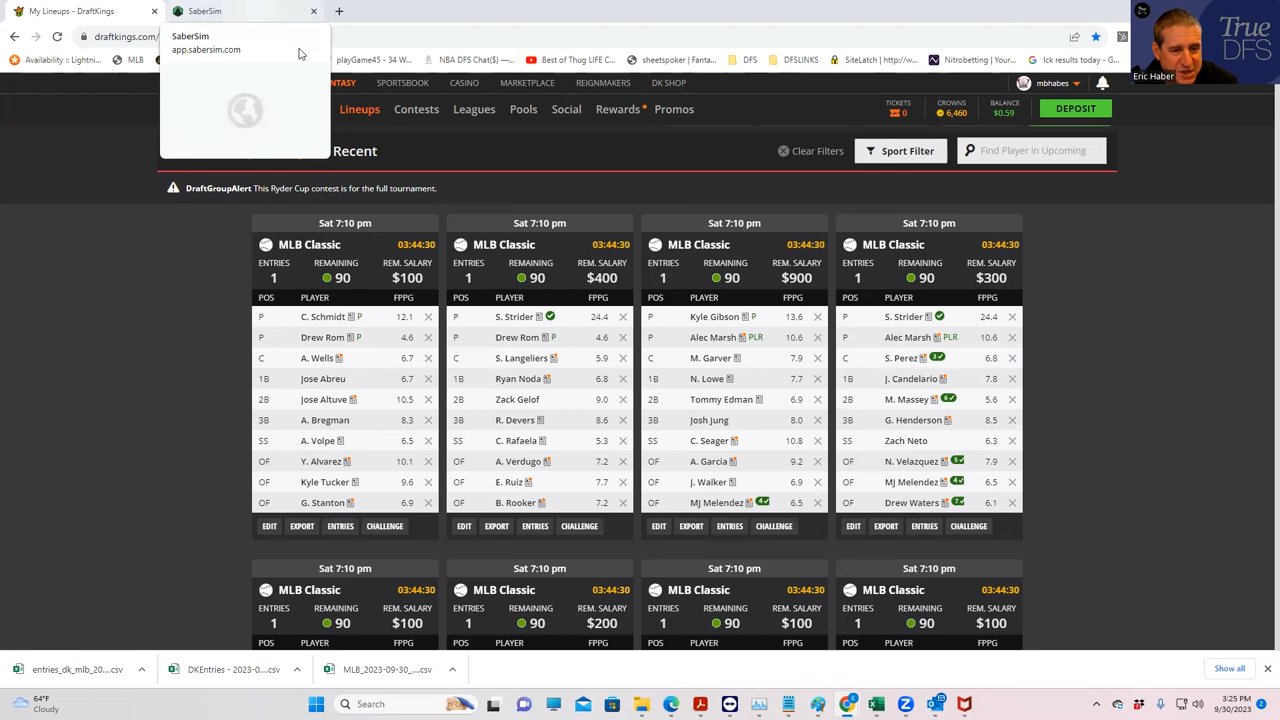 My Lineups - DraftKings
SaberSim
draftkings.com/
SaberSim
app.sabersim.com
Availability :: Lightni...
MLB
playGame45 - 34 W...
NBA DFS Chat($) —...
Best of Thug LIFE C...
sheetspoker | Fanta...
DFS
DFSLINKS
SiteLatch | http://w...
Nitrobetting | Your...
lck results today - G...
True DFS
Eric Haber
FANTASY
SPORTSBOOK
CASINO
MARKETPLACE
REIGNMAKERS
DK SHOP
mbhabes
Lineups
Contests
Leagues
Pools
Social
Rewards
Promos
TICKETS
0
CROWNS
6,460
BALANCE
$0.59
DEPOSIT
Recent
Clear Filters
Sport Filter
Find Player in Upcoming
DraftGroupAlert This Ryder Cup contest is for the full tournament.
Sat 7:10 pm
MLB Classic 03:44:30
ENTRIES REMAINING REM. SALARY
1 90 $100
POS PLAYER FPPG
P C. Schmidt P 12.1
P Drew Rom P 4.6
C A. Wells 6.7
1B Jose Abreu 6.7
2B Jose Altuve 10.5
3B A. Bregman 8.3
SS A. Volpe 6.5
OF Y. Alvarez 10.1
OF Kyle Tucker 9.6
OF G. Stanton 6.9
EDIT EXPORT ENTRIES CHALLENGE
Sat 7:10 pm
MLB Classic 03:44:30
ENTRIES REMAINING REM. SALARY
1 90 $400
POS PLAYER FPPG
P S. Strider 24.4
P Drew Rom P 4.6
C S. Langeliers 5.9
1B Ryan Noda 6.8
2B Zack Gelof 9.0
3B R. Devers 8.6
SS C. Rafaela 5.3
OF A. Verdugo 7.2
OF E. Ruiz 7.7
OF B. Rooker 7.2
EDIT EXPORT ENTRIES CHALLENGE
Sat 7:10 pm
MLB Classic 03:44:30
ENTRIES REMAINING REM. SALARY
1 90 $900
POS PLAYER FPPG
P Kyle Gibson P 13.6
P Alec Marsh PLR 10.6
C M. Garver 7.9
1B N. Lowe 7.7
2B Tommy Edman 6.9
3B Josh Jung 8.0
SS C. Seager 10.8
OF A. Garcia 9.2
OF J. Walker 6.9
OF MJ Melendez 4 6.5
EDIT EXPORT ENTRIES CHALLENGE
Sat 7:10 pm
MLB Classic 03:44:30
ENTRIES REMAINING REM. SALARY
1 90 $300
POS PLAYER FPPG
P S. Strider 24.4
P Alec Marsh PLR 10.6
C S. Perez 3 6.8
1B J. Candelario 7.8
2B M. Massey 6 5.6
3B G. Henderson 8.5
SS Zach Neto 6.3
OF N. Velazquez 5 7.9
OF MJ Melendez 4 6.5
OF Drew Waters 7 6.1
EDIT EXPORT ENTRIES CHALLENGE
Sat 7:10 pm
MLB Classic 03:44:30
ENTRIES REMAINING REM. SALARY
1 90 $100
POS PLAYER FPPG
Sat 7:10 pm
MLB Classic 03:44:30
ENTRIES REMAINING REM. SALARY
1 90 $200
POS PLAYER FPPG
Sat 7:10 pm
MLB Classic 03:44:30
ENTRIES REMAINING REM. SALARY
1 90 $100
POS PLAYER FPPG
Sat 7:10 pm
MLB Classic 03:44:30
ENTRIES REMAINING REM. SALARY
1 90 $100
POS PLAYER FPPG
entries_dk_mlb_20....csv
DKEntries - 2023-0....csv
MLB_2023-09-30_....csv
Show all
64°F
Cloudy
Search
3:25 PM
9/30/2023